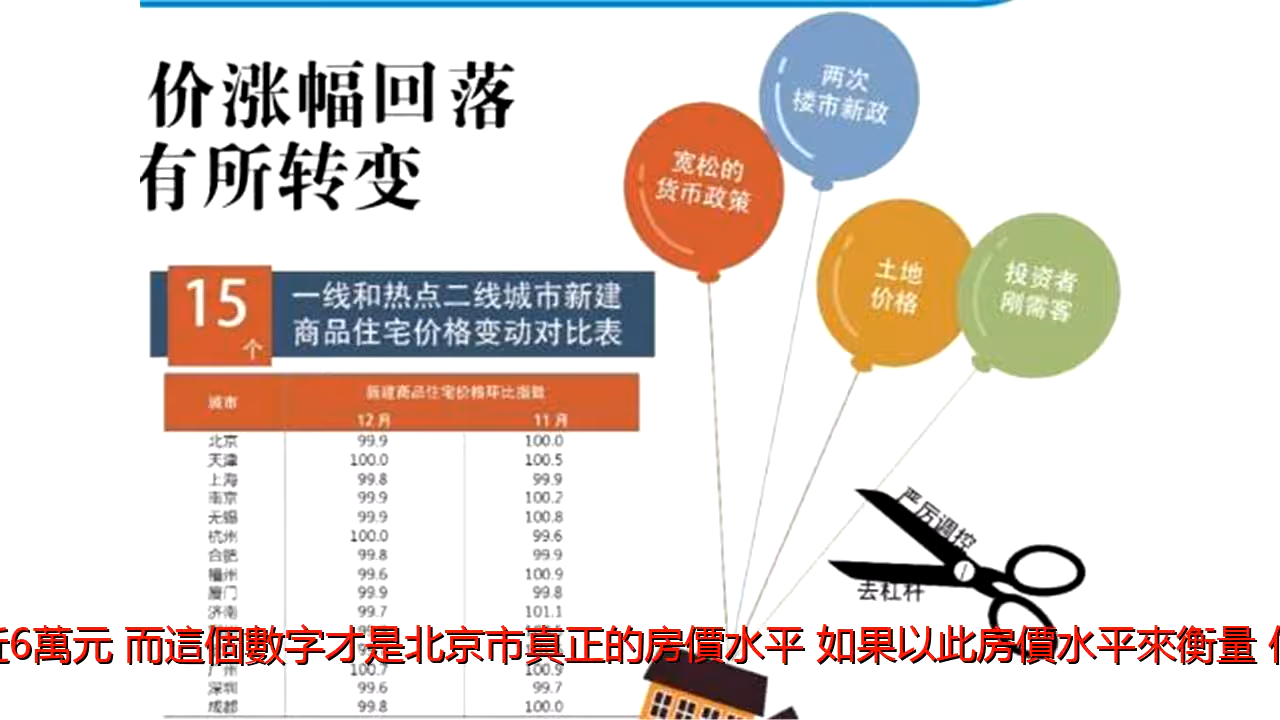 价涨幅回落
有所转变
两次
楼市新政
宽松的
货币政策
土地
价格
投资者
刚需客
15
个
一线和热点二线城市新建
商品住宅价格变动对比表
城市
新建商品住宅价格环比指数
12月 11月
北京 99.9 100.0
天津 100.0 100.5
上海 99.8 99.9
南京 99.9 100.2
无锡 99.9 100.8
杭州 100.0 99.6
合肥 99.8 99.9
福州 99.6 100.9
厦门 99.9 99.8
济南 99.7 101.1
严厉调控
去杠杆
近6萬元 而這個數字才是北京市真正的房價水平 如果以此房價水平來衡量
广州 100.7 100.9
深圳 99.6 99.7
成都 99.8 100.0